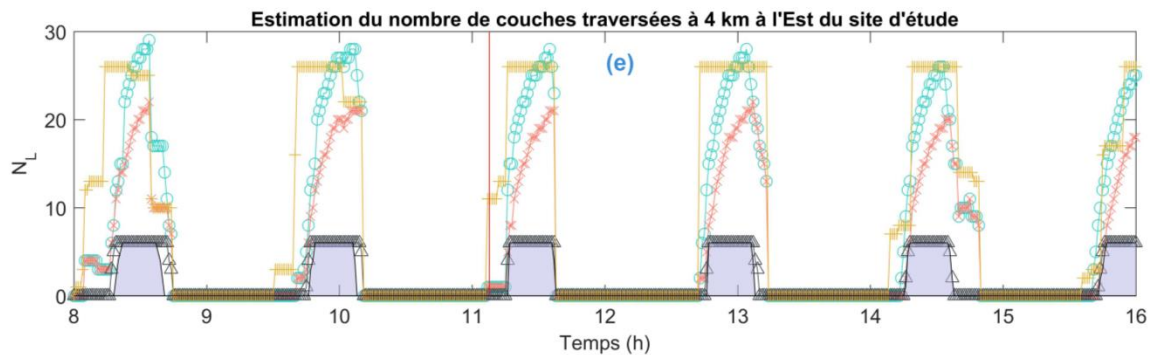 Estimation du nombre de couches traversées à 4 km à l'Est du site d'étude
30
(e)
20
N_L
10
0
8 9 10 11 12 13 14 15 16
Temps (h)